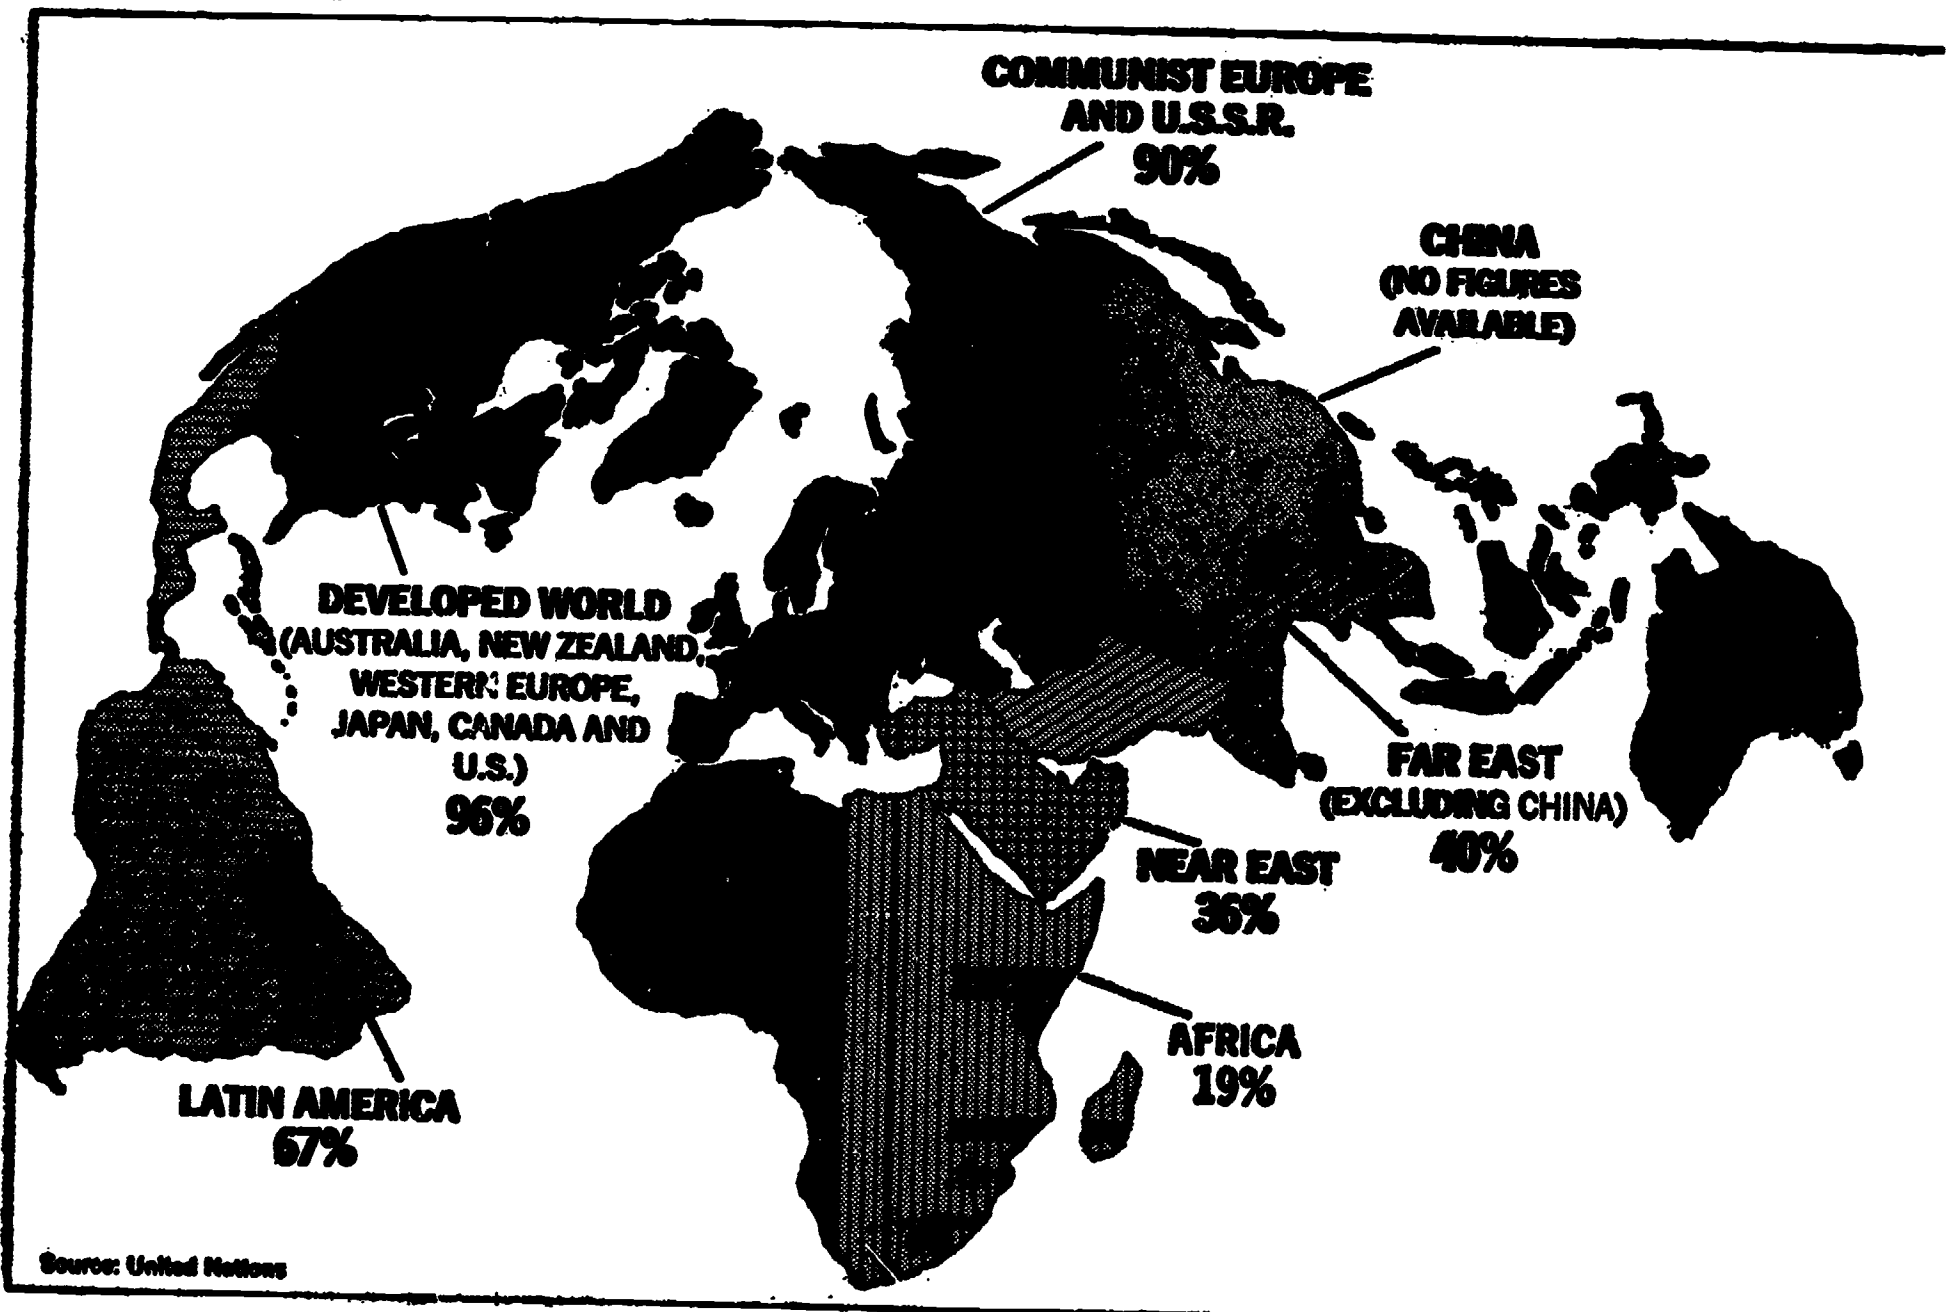 COMMUNIST EUROPE
AND U.S.S.R.
90%
CHINA
(NO FIGURES
AVAILABLE)
DEVELOPED WORLD
(AUSTRALIA, NEW ZEALAND,
WESTERN EUROPE,
JAPAN, CANADA AND
U.S.)
96%
FAR EAST
(EXCLUDING CHINA)
40%
NEAR EAST
36%
AFRICA
19%
LATIN AMERICA
67%
Source: United Nations